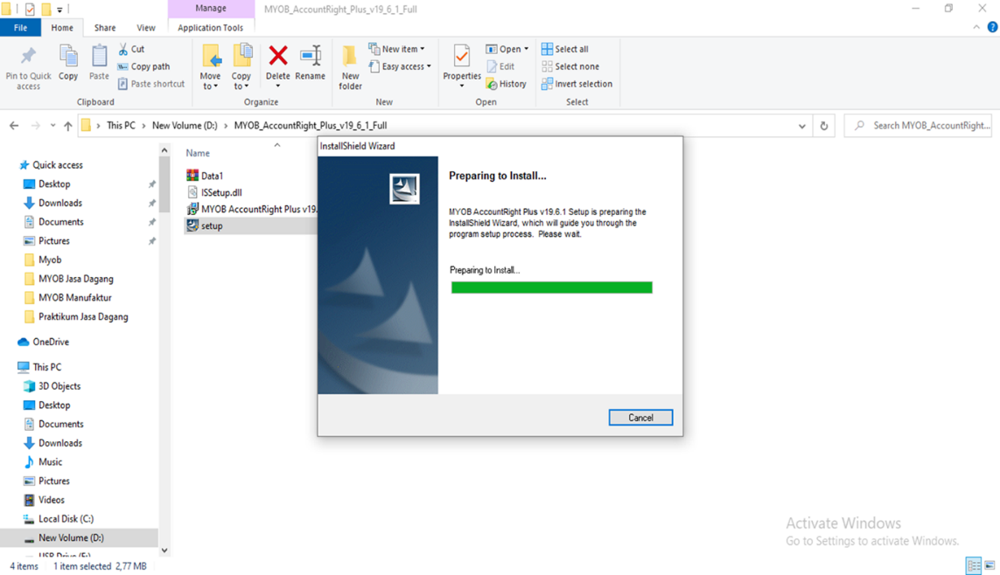 Manage
MYOB_AccountRight_Plus_v19_6_1_Full
File
Home
Share
View
Application Tools
Pin to Quick access
Copy
Paste
Cut
Copy path
Paste shortcut
Clipboard
Move to
Copy to
Delete
Rename
Organize
New folder
New item
Easy access
New
Properties
Open
Edit
History
Open
Select all
Select none
Invert selection
Select
This PC > New Volume (D:) > MYOB_AccountRight_Plus_v19_6_1_Full
Search MYOB_AccountRight...
Quick access
Desktop
Downloads
Documents
Pictures
Myob
MYOB Jasa Dagang
MYOB Manufaktur
Praktikum Jasa Dagang
OneDrive
This PC
3D Objects
Desktop
Documents
Downloads
Music
Pictures
Videos
Local Disk (C:)
New Volume (D:)
USB Drive (F:)
Name
Data1
ISSetup.dll
MYOB AccountRight Plus v19.
setup
InstallShield Wizard
Preparing to Install...
MYOB AccountRight Plus v19.6.1 Setup is preparing the
InstallShield Wizard, which will guide you through the
program setup process. Please wait.
Preparing to Install...
Cancel
Activate Windows
Go to Settings to activate Windows.
4 items
1 item selected 2,77 MB